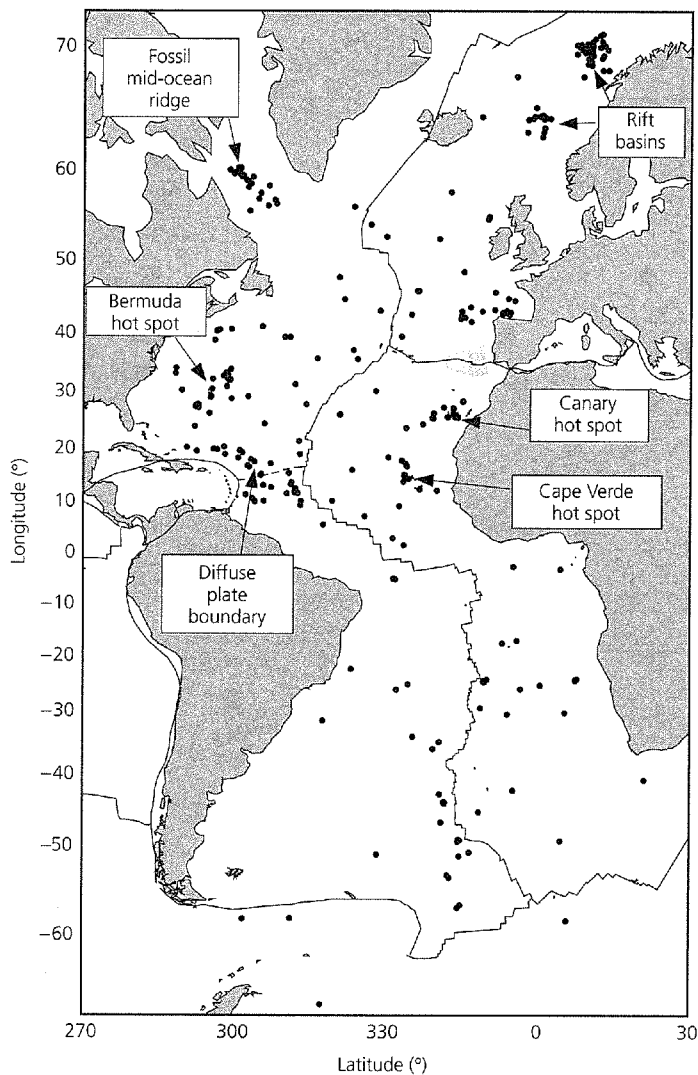 70
Fossil
mid-ocean
ridge
Rift
basins
60
50
Bermuda
hot spot
40
30
Canary
hot spot
20
Cape Verde
hot spot
10
Longitude (°)
0
Diffuse
plate
boundary
−10
−20
−30
−40
−50
−60
270
300
330
0
30
Latitude (°)